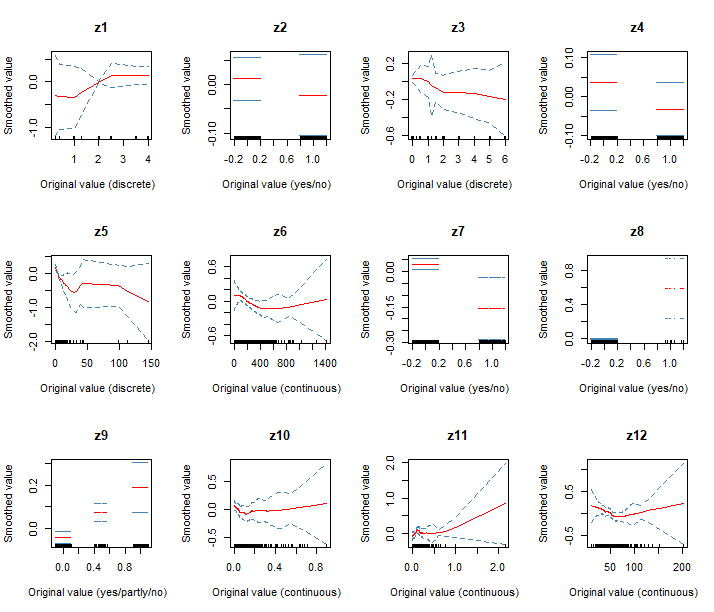 z1 z2 z3 z4
Smoothed value Smoothed value Smoothed value Smoothed value
-1.0 0.0 -0.10 0.00 -0.6 -0.2 0.2 -0.10 0.00 0.10
1 2 3 4 -0.2 0.2 0.6 1.0 0 1 2 3 4 5 6 -0.2 0.2 0.6 1.0
Original value (discrete) Original value (yes/no) Original value (discrete) Original value (yes/no)
z5 z6 z7 z8
Smoothed value Smoothed value Smoothed value Smoothed value
-2.0 -1.0 0.0 -0.6 0.0 0.6 -0.30 -0.15 0.00 0.0 0.4 0.8
0 50 100 150 0 400 800 1400 -0.2 0.2 0.6 1.0 -0.2 0.2 0.6 1.0
Original value (discrete) Original value (continuous) Original value (yes/no) Original value (yes/no)
z9 z10 z11 z12
Smoothed value Smoothed value Smoothed value Smoothed value
0.0 0.2 -0.5 0.0 0.5 0.0 1.0 2.0 -0.5 0.5
0.0 0.4 0.8 0.0 0.4 0.8 0.0 1.0 2.0 50 100 200
Original value (yes/partly/no) Original value (continuous) Original value (continuous) Original value (continuous)